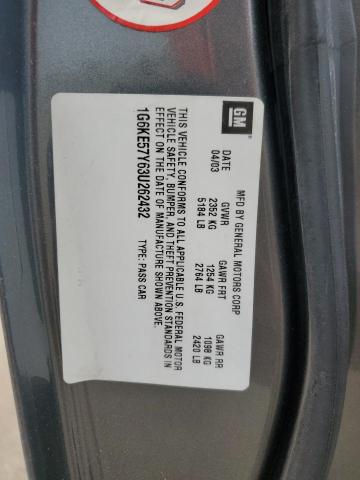 GM
MFD BY GENERAL MOTORS CORP
DATE GVWR GAWR FRT GAWR RR
04/03 2352 KG 1254 KG 1098 KG
5184 LB 2764 LB 2420 LB
THIS VEHICLE CONFORMS TO ALL APPLICABLE U.S. FEDERAL MOTOR
VEHICLE SAFETY, BUMPER, AND THEFT PREVENTION STANDARDS IN
EFFECT ON THE DATE OF MANUFACTURE SHOWN ABOVE.
1G6KE57Y63U262432 TYPE: PASS CAR